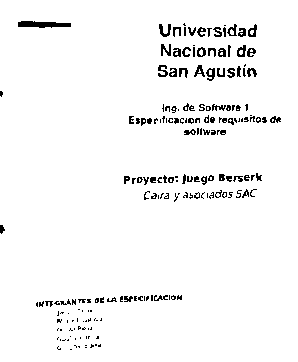 Universidad
Nacional de
San Agustín
Ing. de Software 1
Especificacion de requisitos de
software
Proyecto: Juego Berserk
Caira y asociados SAC
INTEGRANTES DE LA ESPECIFICACION